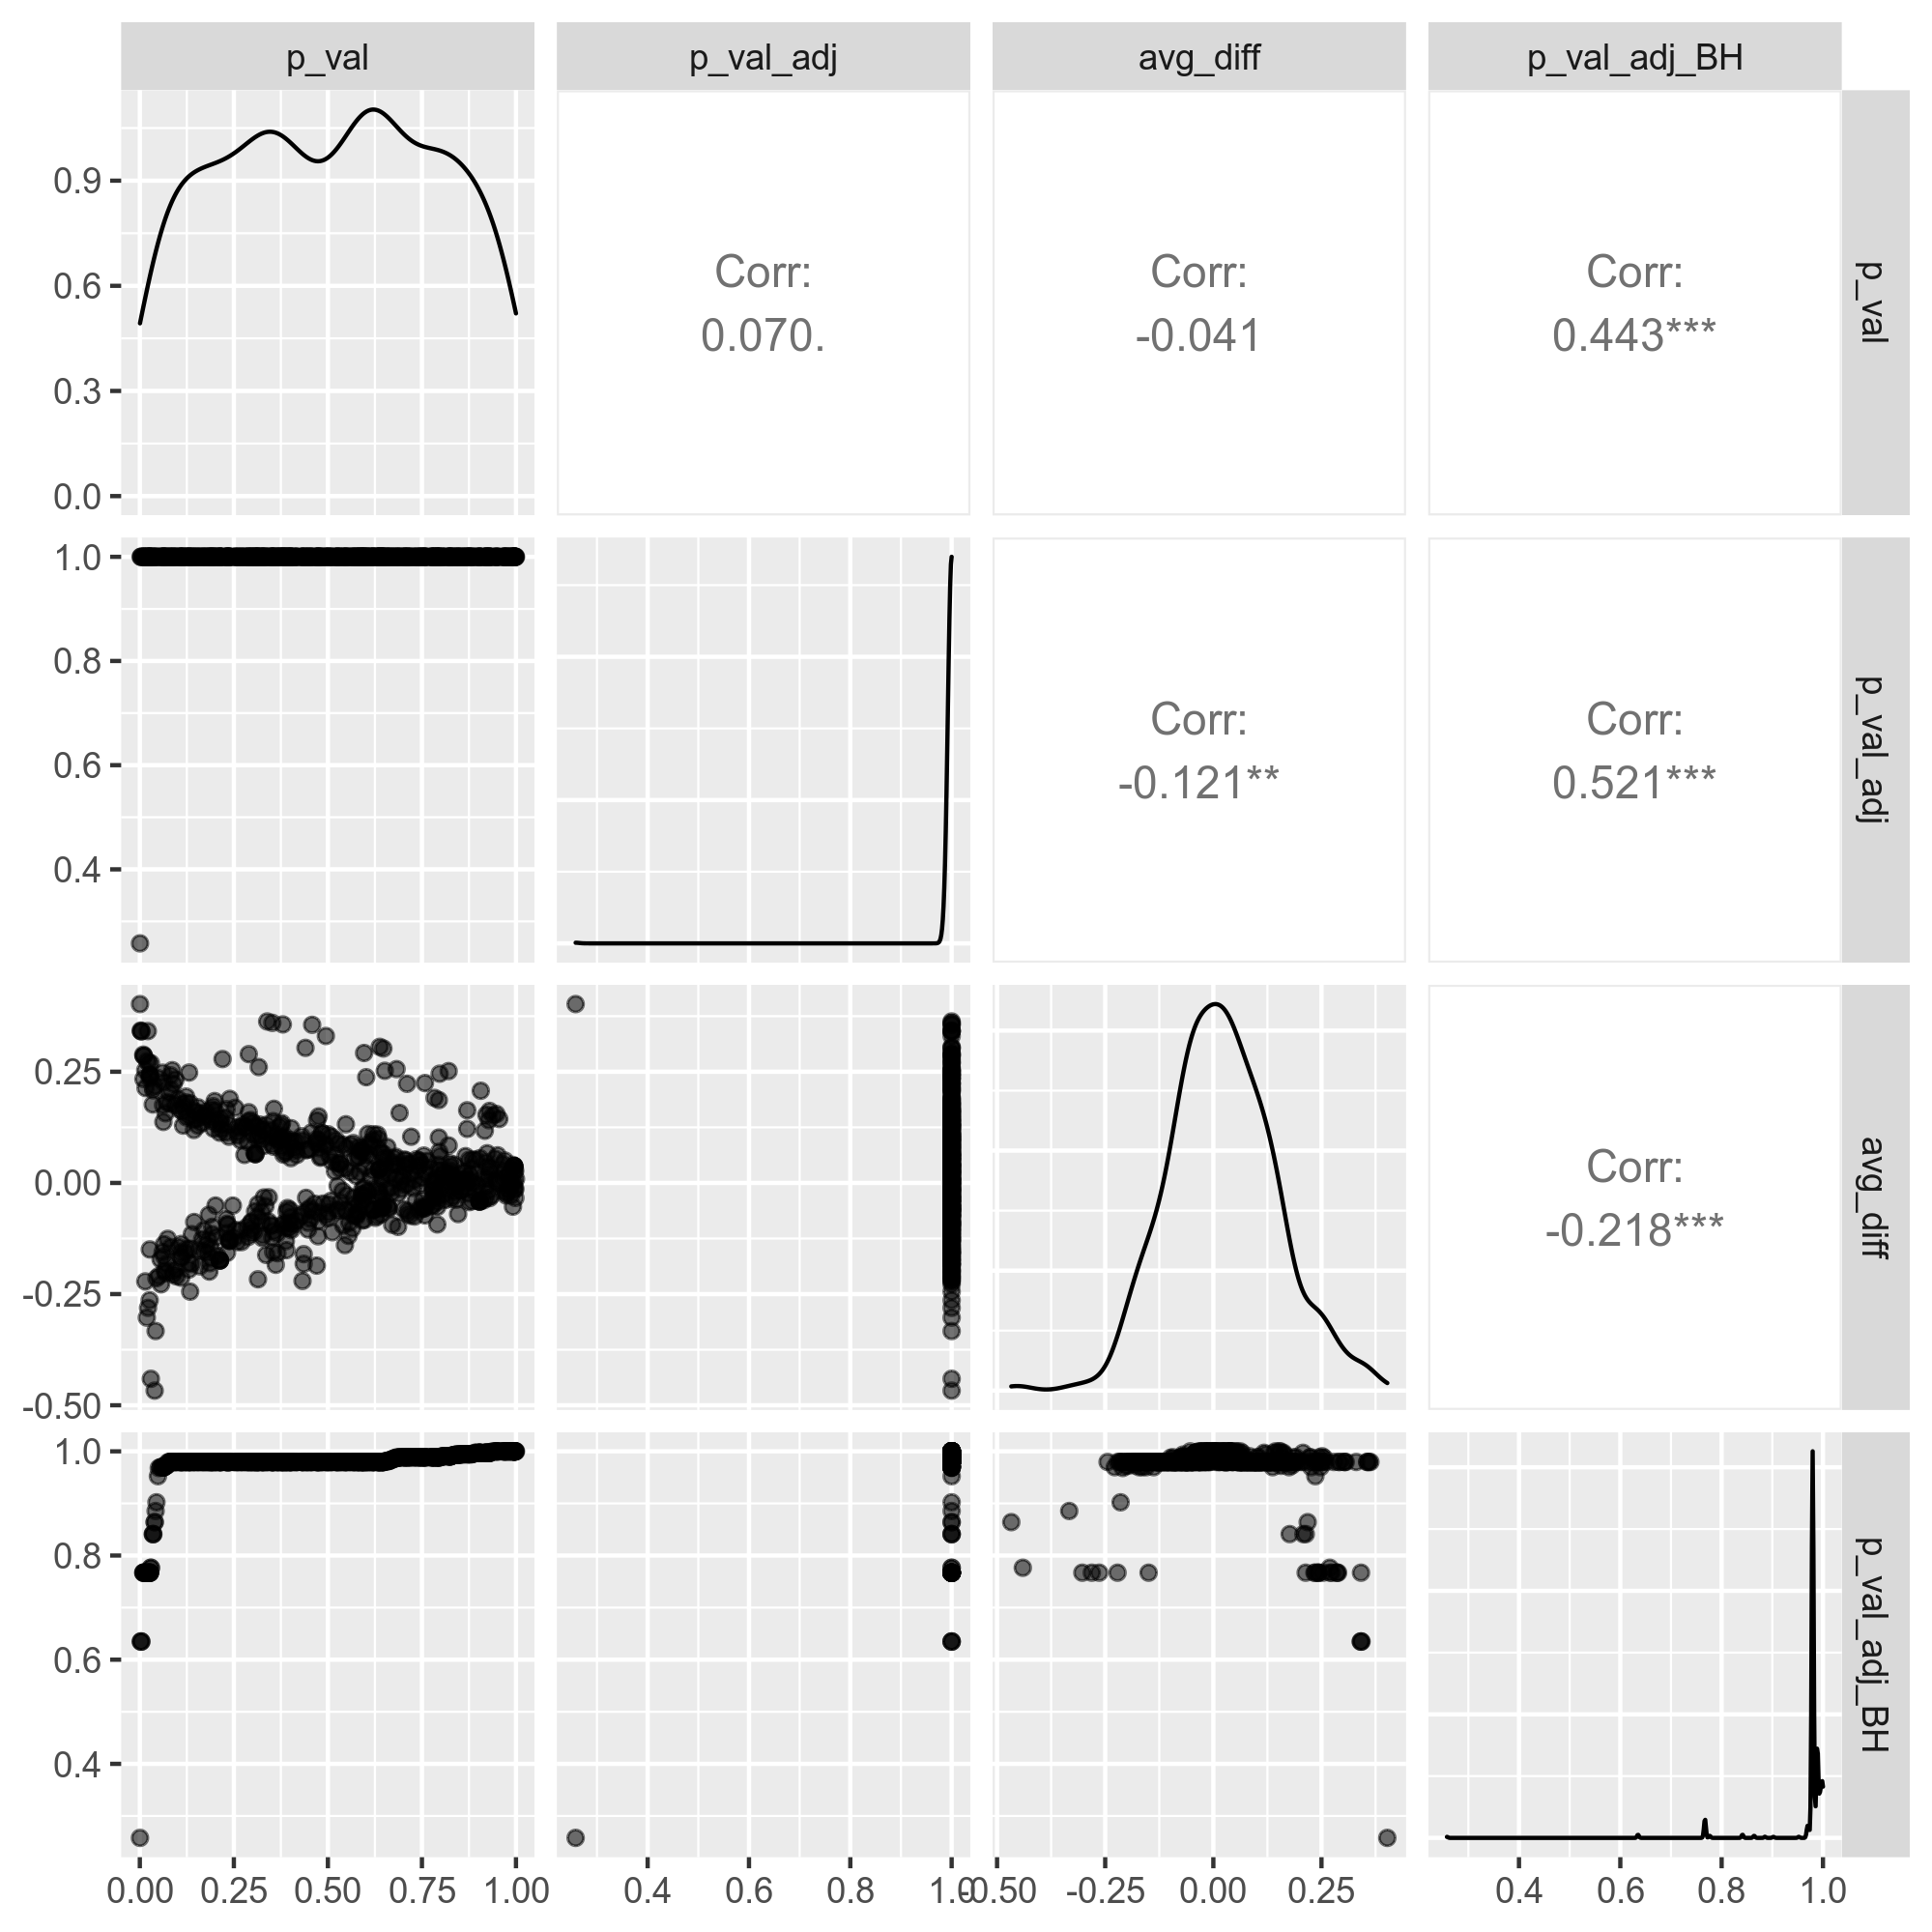 p_val p_val_adj avg_diff p_val_adj_BH
0.9
0.6
0.3
0.0
Corr:
0.070.
Corr:
-0.041
Corr:
0.443***
p_val
1.0
0.8
0.6
0.4
Corr:
-0.121**
Corr:
0.521***
p_val_adj
0.25
0.00
-0.25
-0.50
Corr:
-0.218***
avg_diff
1.0
0.8
0.6
0.4
p_val_adj_BH
0.00 0.25 0.50 0.75 1.00 0.4 0.6 0.8 1.0 -0.50 -0.25 0.00 0.25 0.4 0.6 0.8 1.0